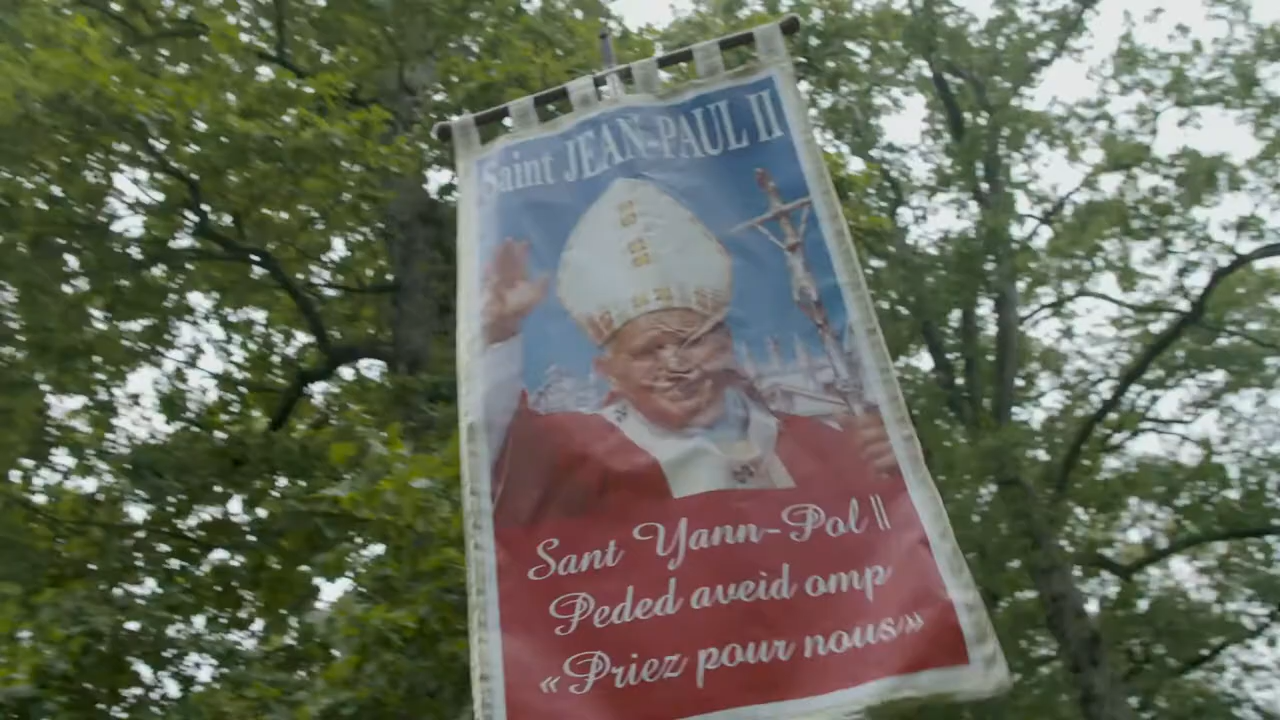 Saint JEAN-PAUL II
Sant Yann-Pol II
Peded aveid omp
«Priez pour nous»